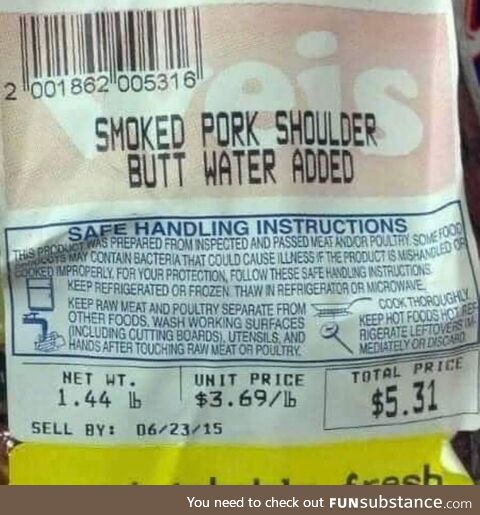 weis
2 001862 005316
SMOKED PORK SHOULDER
BUTT WATER ADDED
SAFE HANDLING INSTRUCTIONS
THIS PRODUCT WAS PREPARED FROM INSPECTED AND PASSED MEAT AND/OR POULTRY. SOME FOOD
PRODUCTS MAY CONTAIN BACTERIA THAT COULD CAUSE ILLNESS IF THE PRODUCT IS MISHANDLED OR
COOKED IMPROPERLY. FOR YOUR PROTECTION, FOLLOW THESE SAFE HANDLING INSTRUCTIONS.
KEEP REFRIGERATED OR FROZEN. THAW IN REFRIGERATOR OR MICROWAVE.
KEEP RAW MEAT AND POULTRY SEPARATE FROM
OTHER FOODS. WASH WORKING SURFACES
(INCLUDING CUTTING BOARDS), UTENSILS, AND
HANDS AFTER TOUCHING RAW MEAT OR POULTRY.
COOK THOROUGHLY
KEEP HOT FOODS HOT. REF
RIGERATE LEFTOVERS IM-
MEDIATELY OR DISCARD.
NET WT.
1.44 lb
UNIT PRICE
$3.69/lb
TOTAL PRICE
$5.31
SELL BY: 06/23/15
fresh
You need to check out FUNsubstance.com